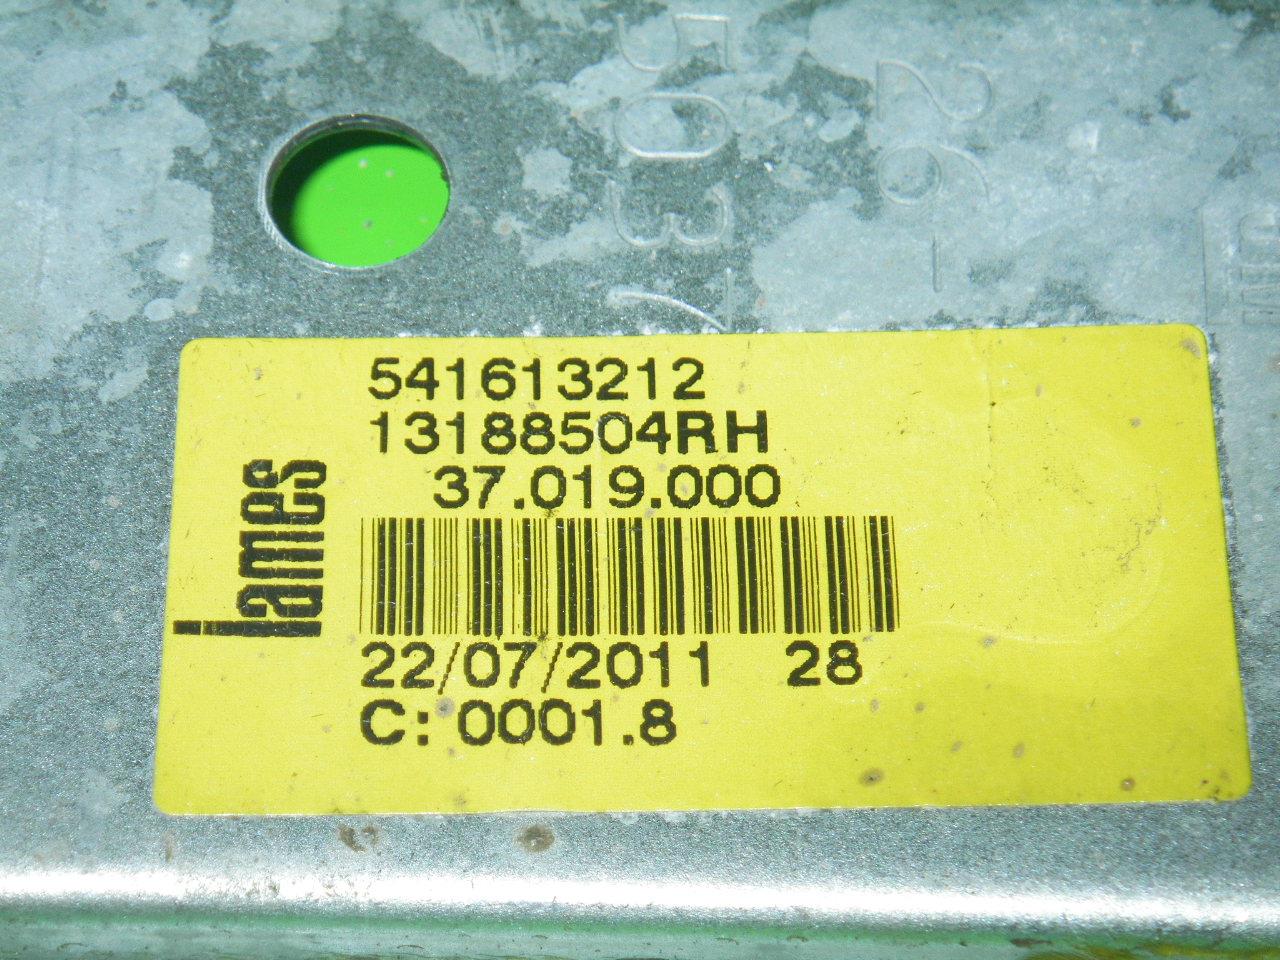 541613212
13188504RH
37.019.000
lames
22/07/2011 28
C: 0001.8